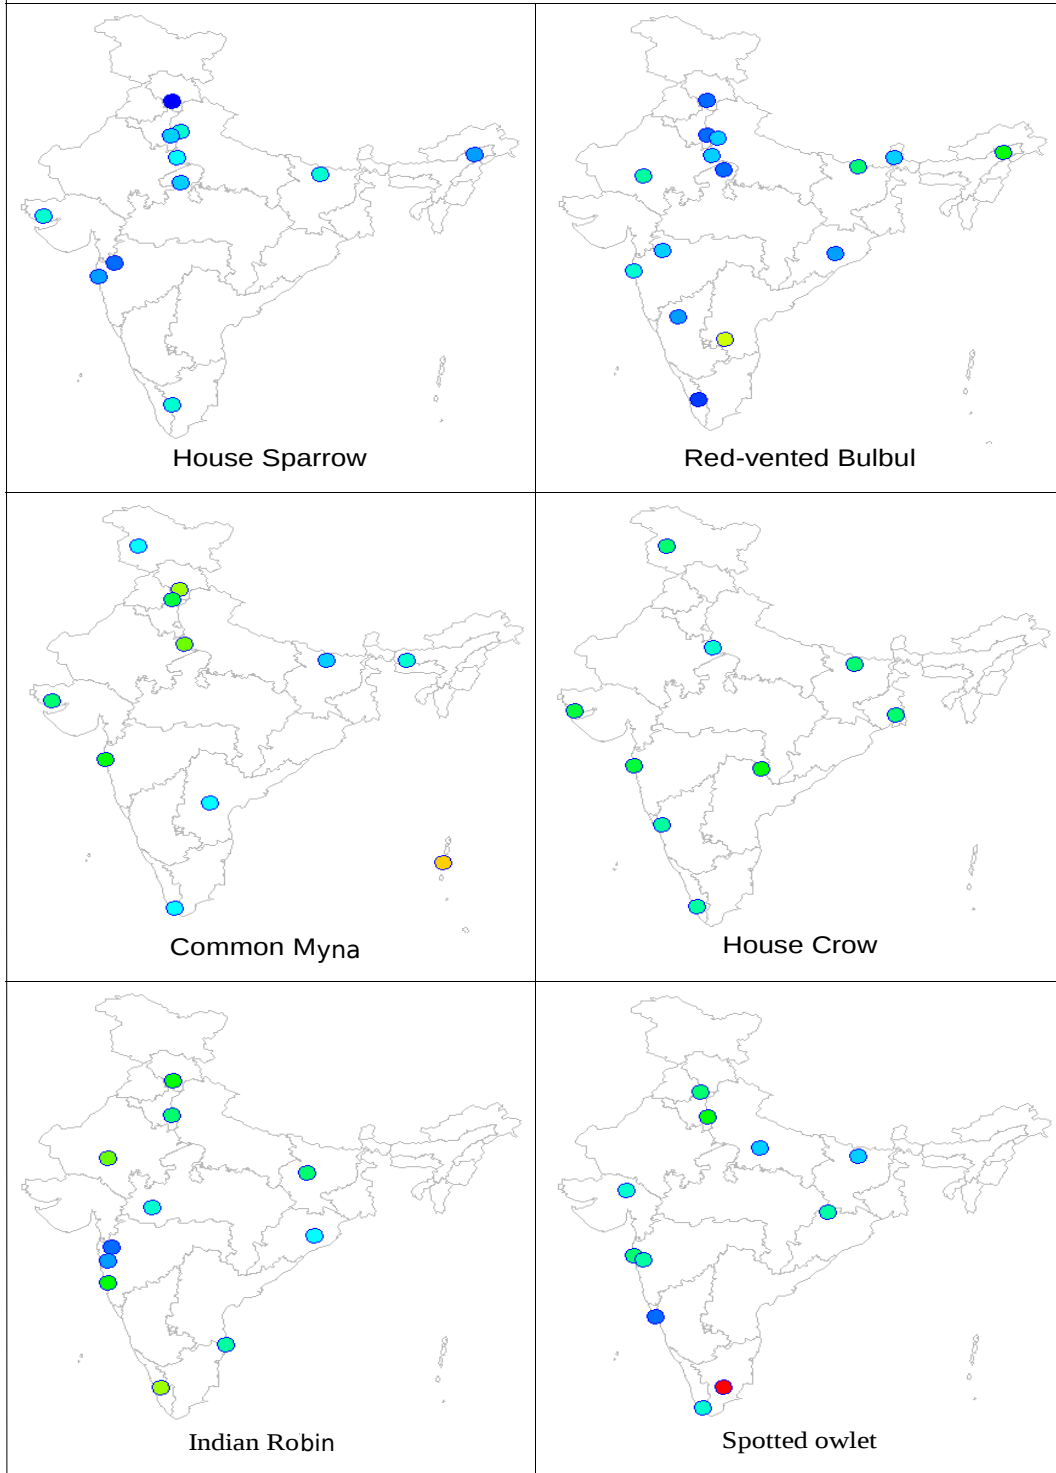 House Sparrow
Red-vented Bulbul
Common Myna
House Crow
Indian Robin
Spotted owlet